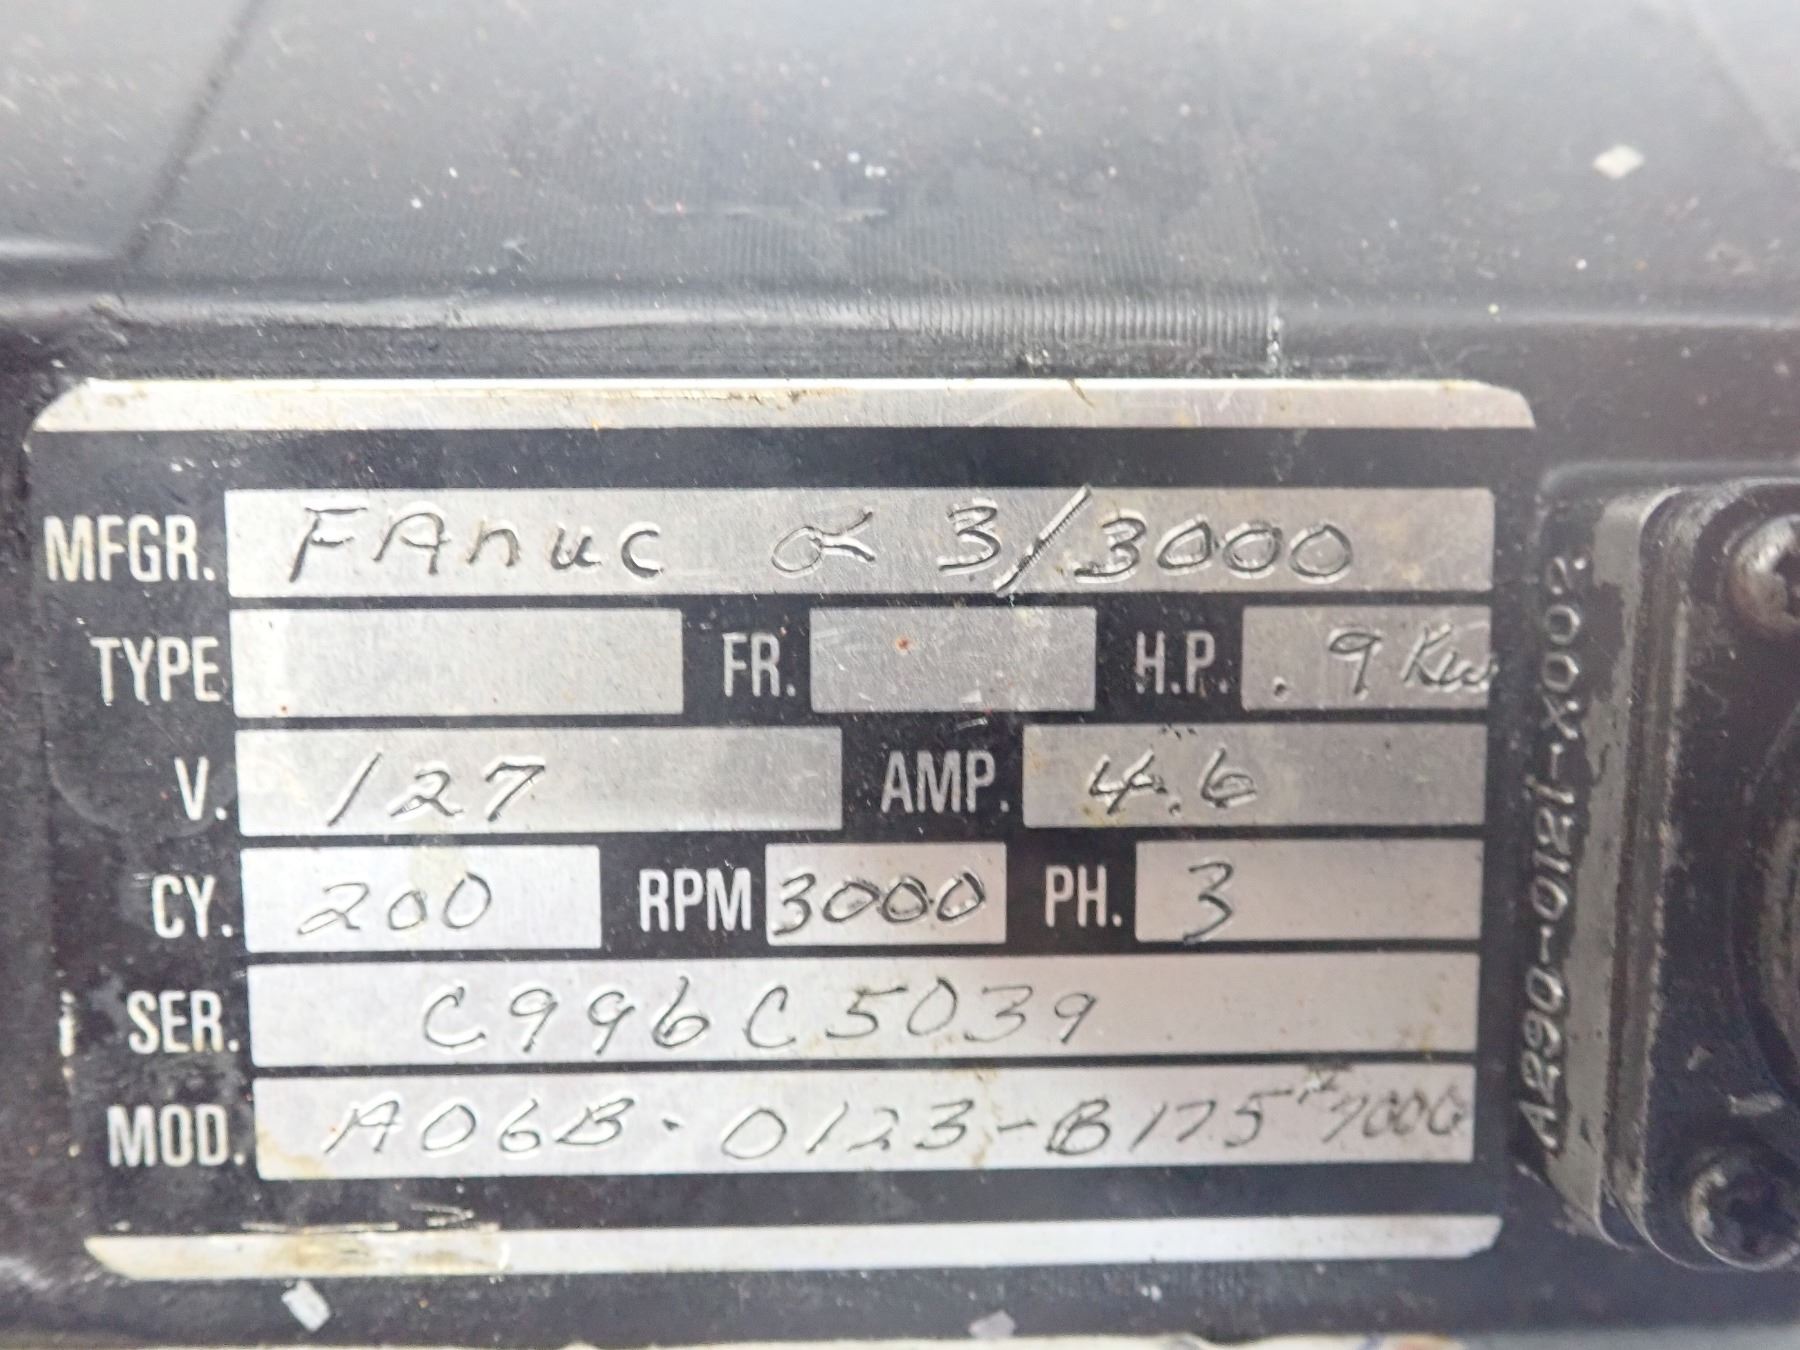 MFGR. FAnuc α 3/3000
TYPE FR. H.P. .9 Kw
V. 127 AMP. 4.6
CY. 200 RPM 3000 PH. 3
SER. C996C5039
MOD. A06B-0123-B175#7000
A290-0121-X002